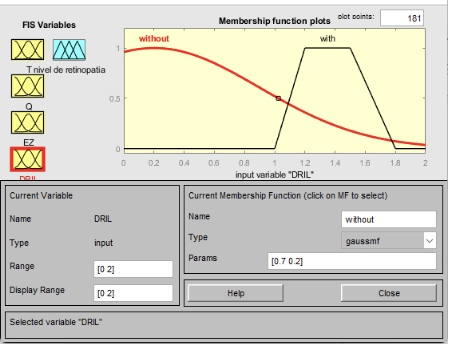 FIS Variables
Membership function plots
plot points:
181
without
with
T nivel de retinopatia
Q
EZ
DRIL
1
0.5
0
0 0.2 0.4 0.6 0.8 1 1.2 1.4 1.6 1.8 2
input variable "DRIL"
Current Variable
Name DRIL
Type input
Range [0 2]
Display Range [0 2]
Current Membership Function (click on MF to select)
Name without
Type gaussmf
Params [0.7 0.2]
Help Close
Selected variable "DRIL"